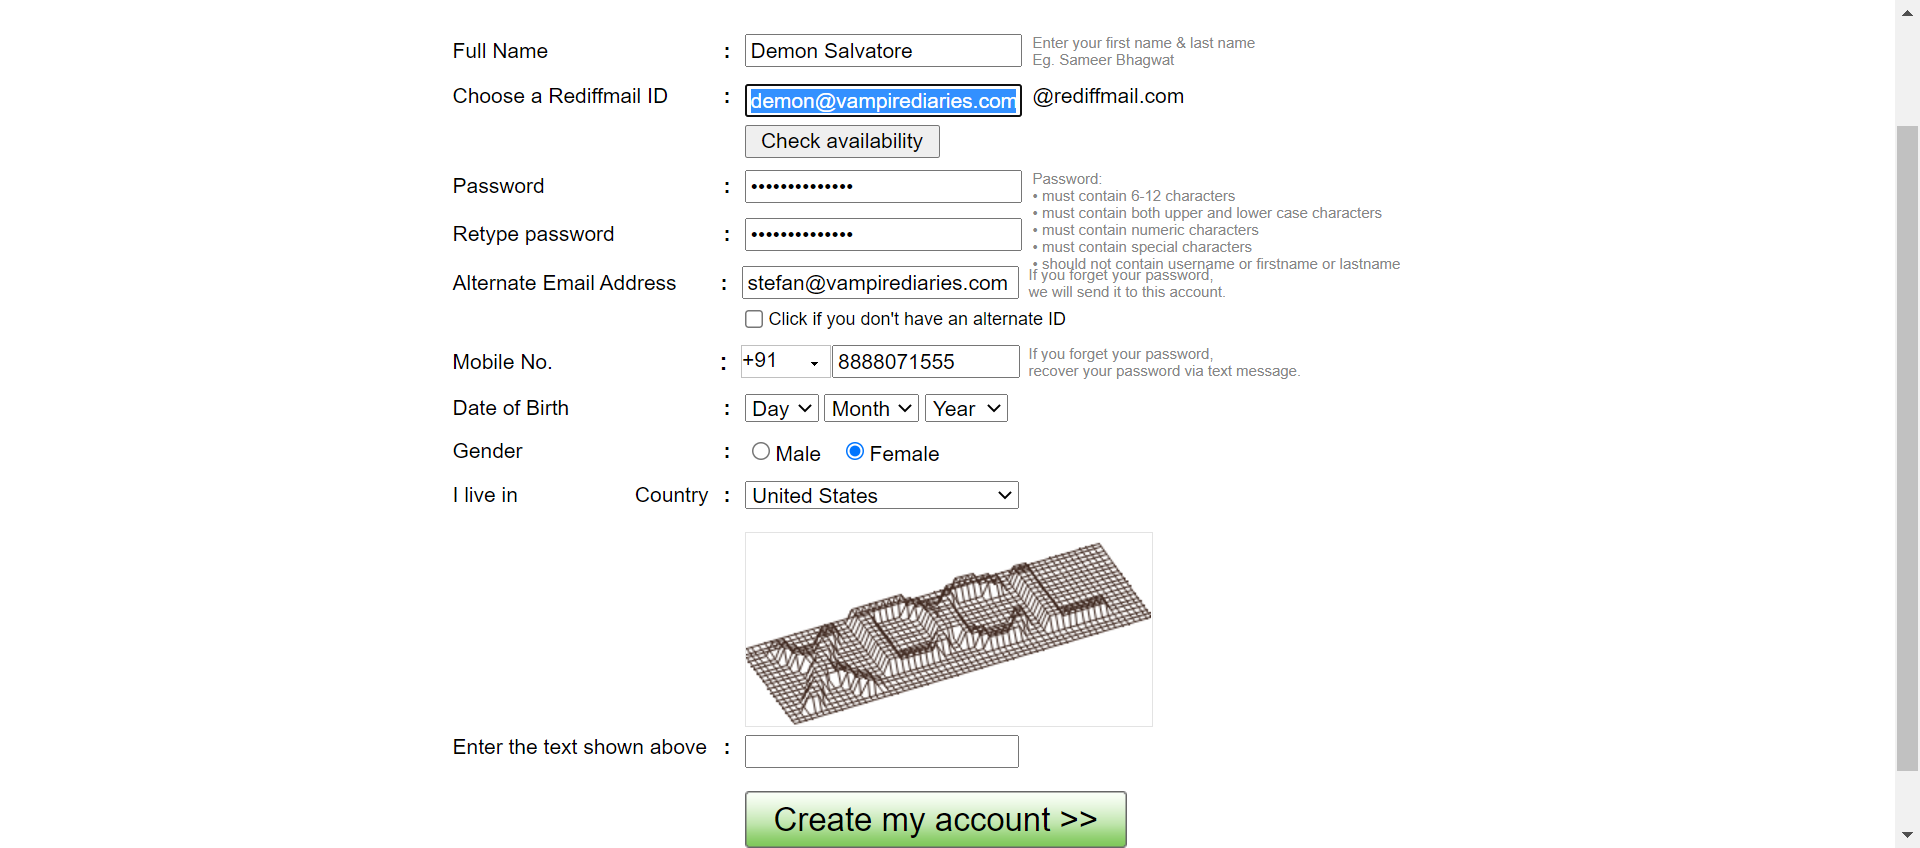 Full Name : Demon Salvatore Enter your first name & last name
Eg. Sameer Bhagwat
Choose a Rediffmail ID : demon@vampirediaries.com @rediffmail.com
Check availability
Password : •••••••••••••• Password:
• must contain 6-12 characters
• must contain both upper and lower case characters
Retype password : •••••••••••••• • must contain numeric characters
• must contain special characters
• should not contain username or firstname or lastname
Alternate Email Address : stefan@vampirediaries.com If you forget your password,
we will send it to this account.
Click if you don't have an alternate ID
Mobile No. : +91 8888071555 If you forget your password,
recover your password via text message.
Date of Birth : Day Month Year
Gender : Male Female
I live in Country : United States
Enter the text shown above :
Create my account >>